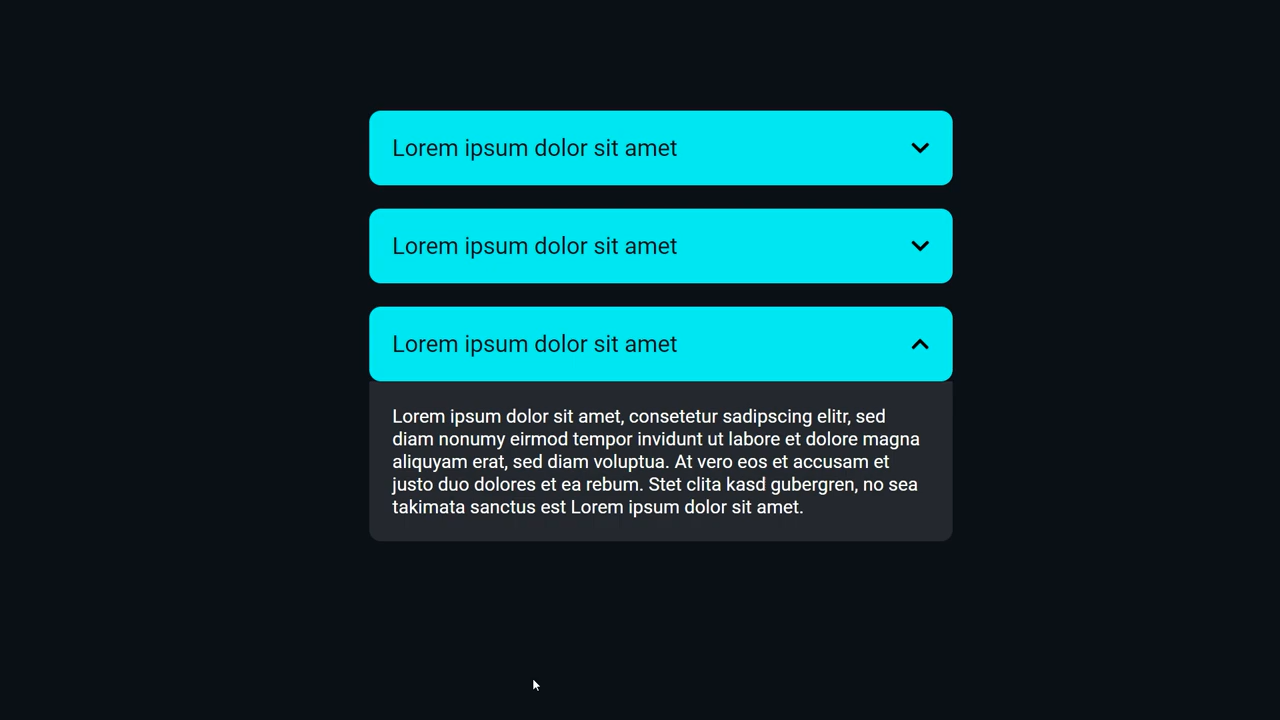 Lorem ipsum dolor sit amet
Lorem ipsum dolor sit amet
Lorem ipsum dolor sit amet
Lorem ipsum dolor sit amet, consetetur sadipscing elitr, sed
diam nonumy eirmod tempor invidunt ut labore et dolore magna
aliquyam erat, sed diam voluptua. At vero eos et accusam et
justo duo dolores et ea rebum. Stet clita kasd gubergren, no sea
takimata sanctus est Lorem ipsum dolor sit amet.